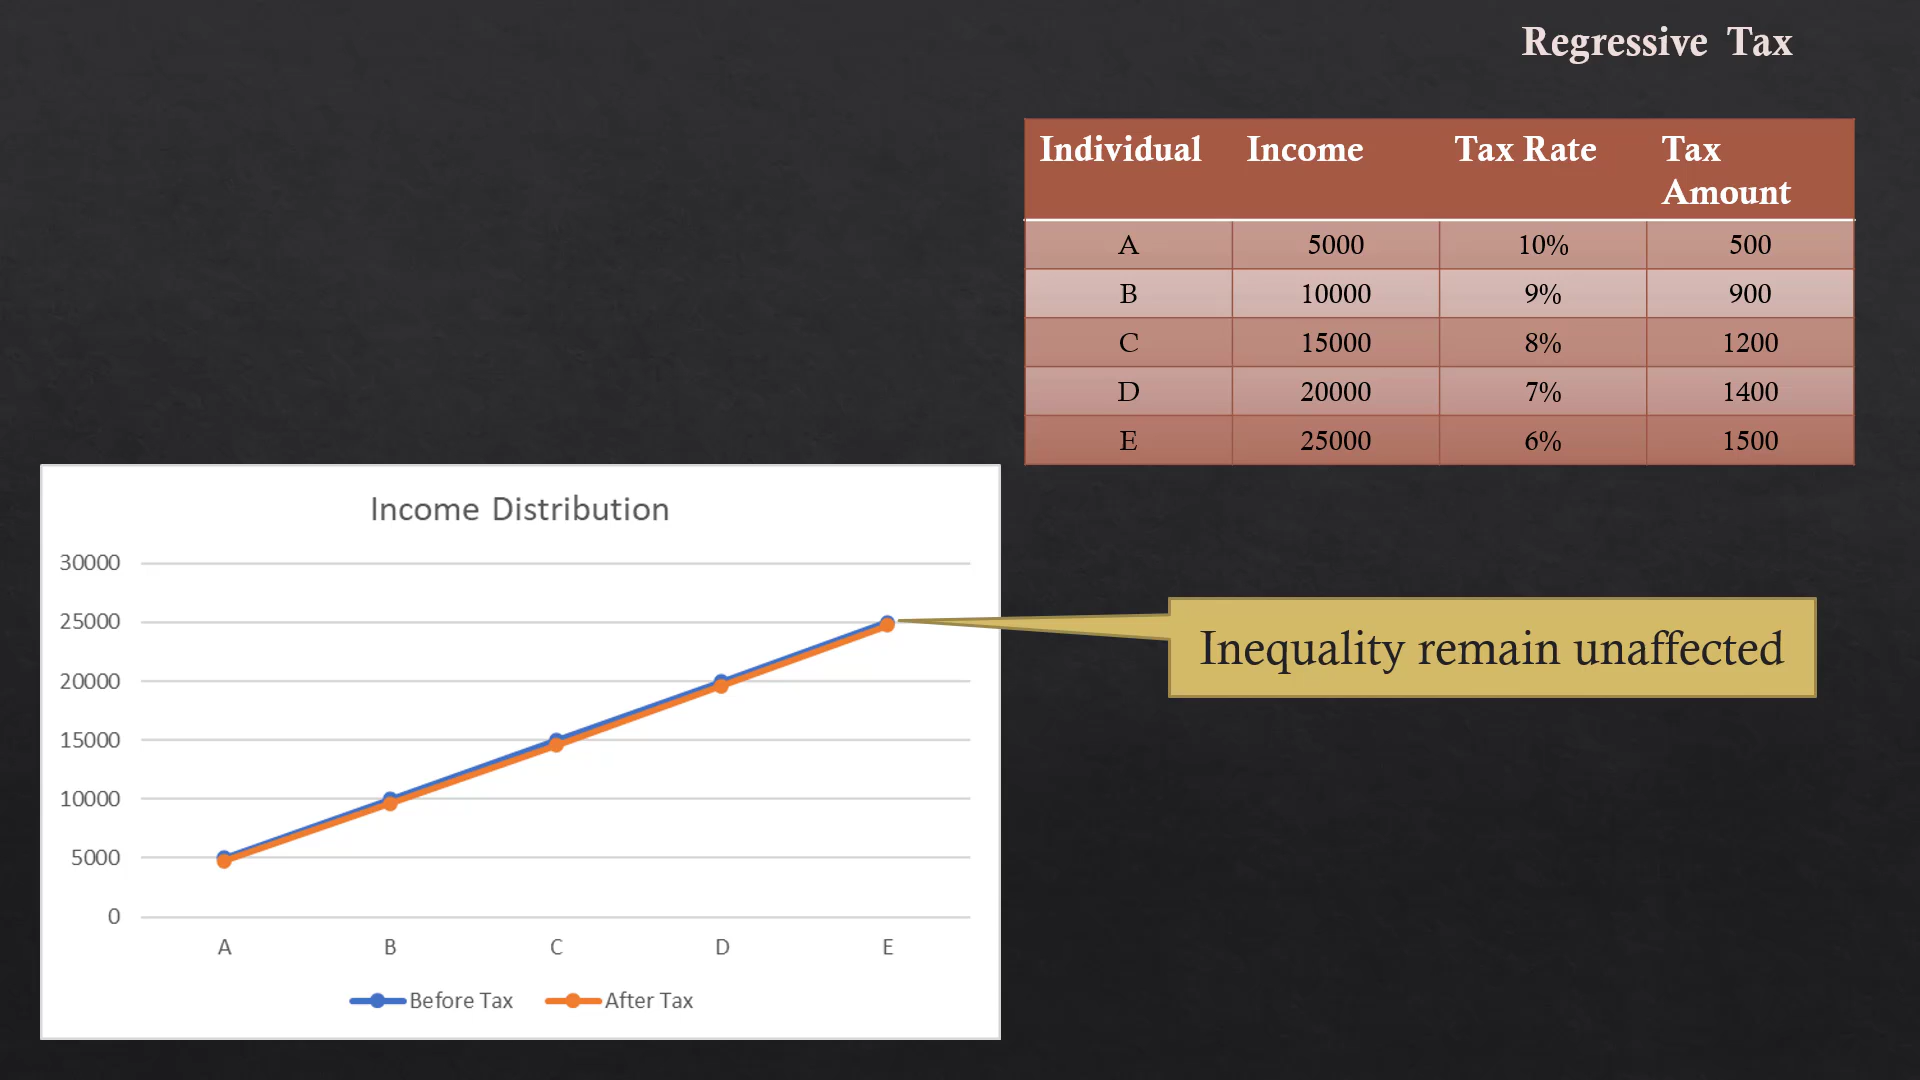 Regressive Tax
Individual Income Tax Rate Tax Amount
A 5000 10% 500
B 10000 9% 900
C 15000 8% 1200
D 20000 7% 1400
E 25000 6% 1500
Income Distribution
30000
25000
20000
15000
10000
5000
0
A B C D E
Before Tax After Tax
Inequality remain unaffected